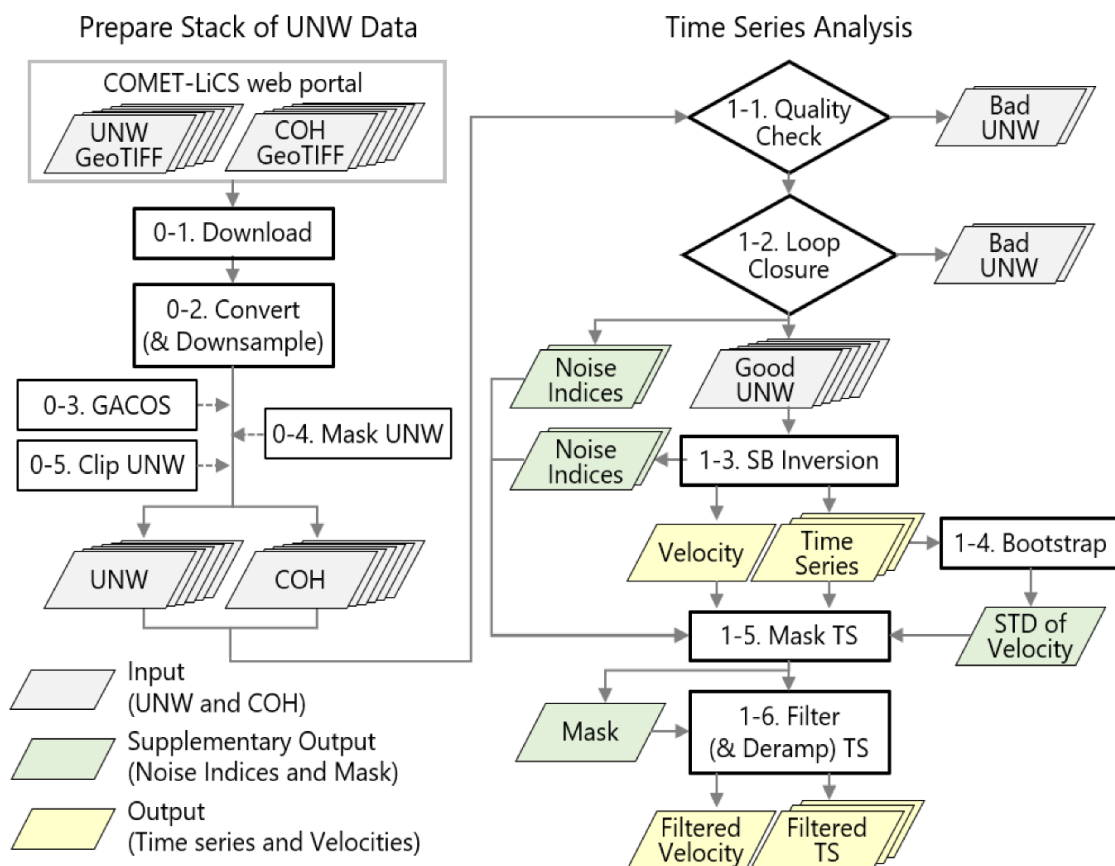 Prepare Stack of UNW Data
COMET-LiCS web portal
UNW
GeoTIFF
COH
GeoTIFF
0-1. Download
0-2. Convert
(& Downsample)
0-3. GACOS
0-4. Mask UNW
0-5. Clip UNW
UNW
COH
Input
(UNW and COH)
Supplementary Output
(Noise Indices and Mask)
Output
(Time series and Velocities)
Time Series Analysis
1-1. Quality
Check
Bad
UNW
1-2. Loop
Closure
Bad
UNW
Noise
Indices
Good
UNW
Noise
Indices
1-3. SB Inversion
Velocity
Time
Series
1-4. Bootstrap
1-5. Mask TS
STD of
Velocity
Mask
1-6. Filter
(& Deramp) TS
Filtered
Velocity
Filtered
TS